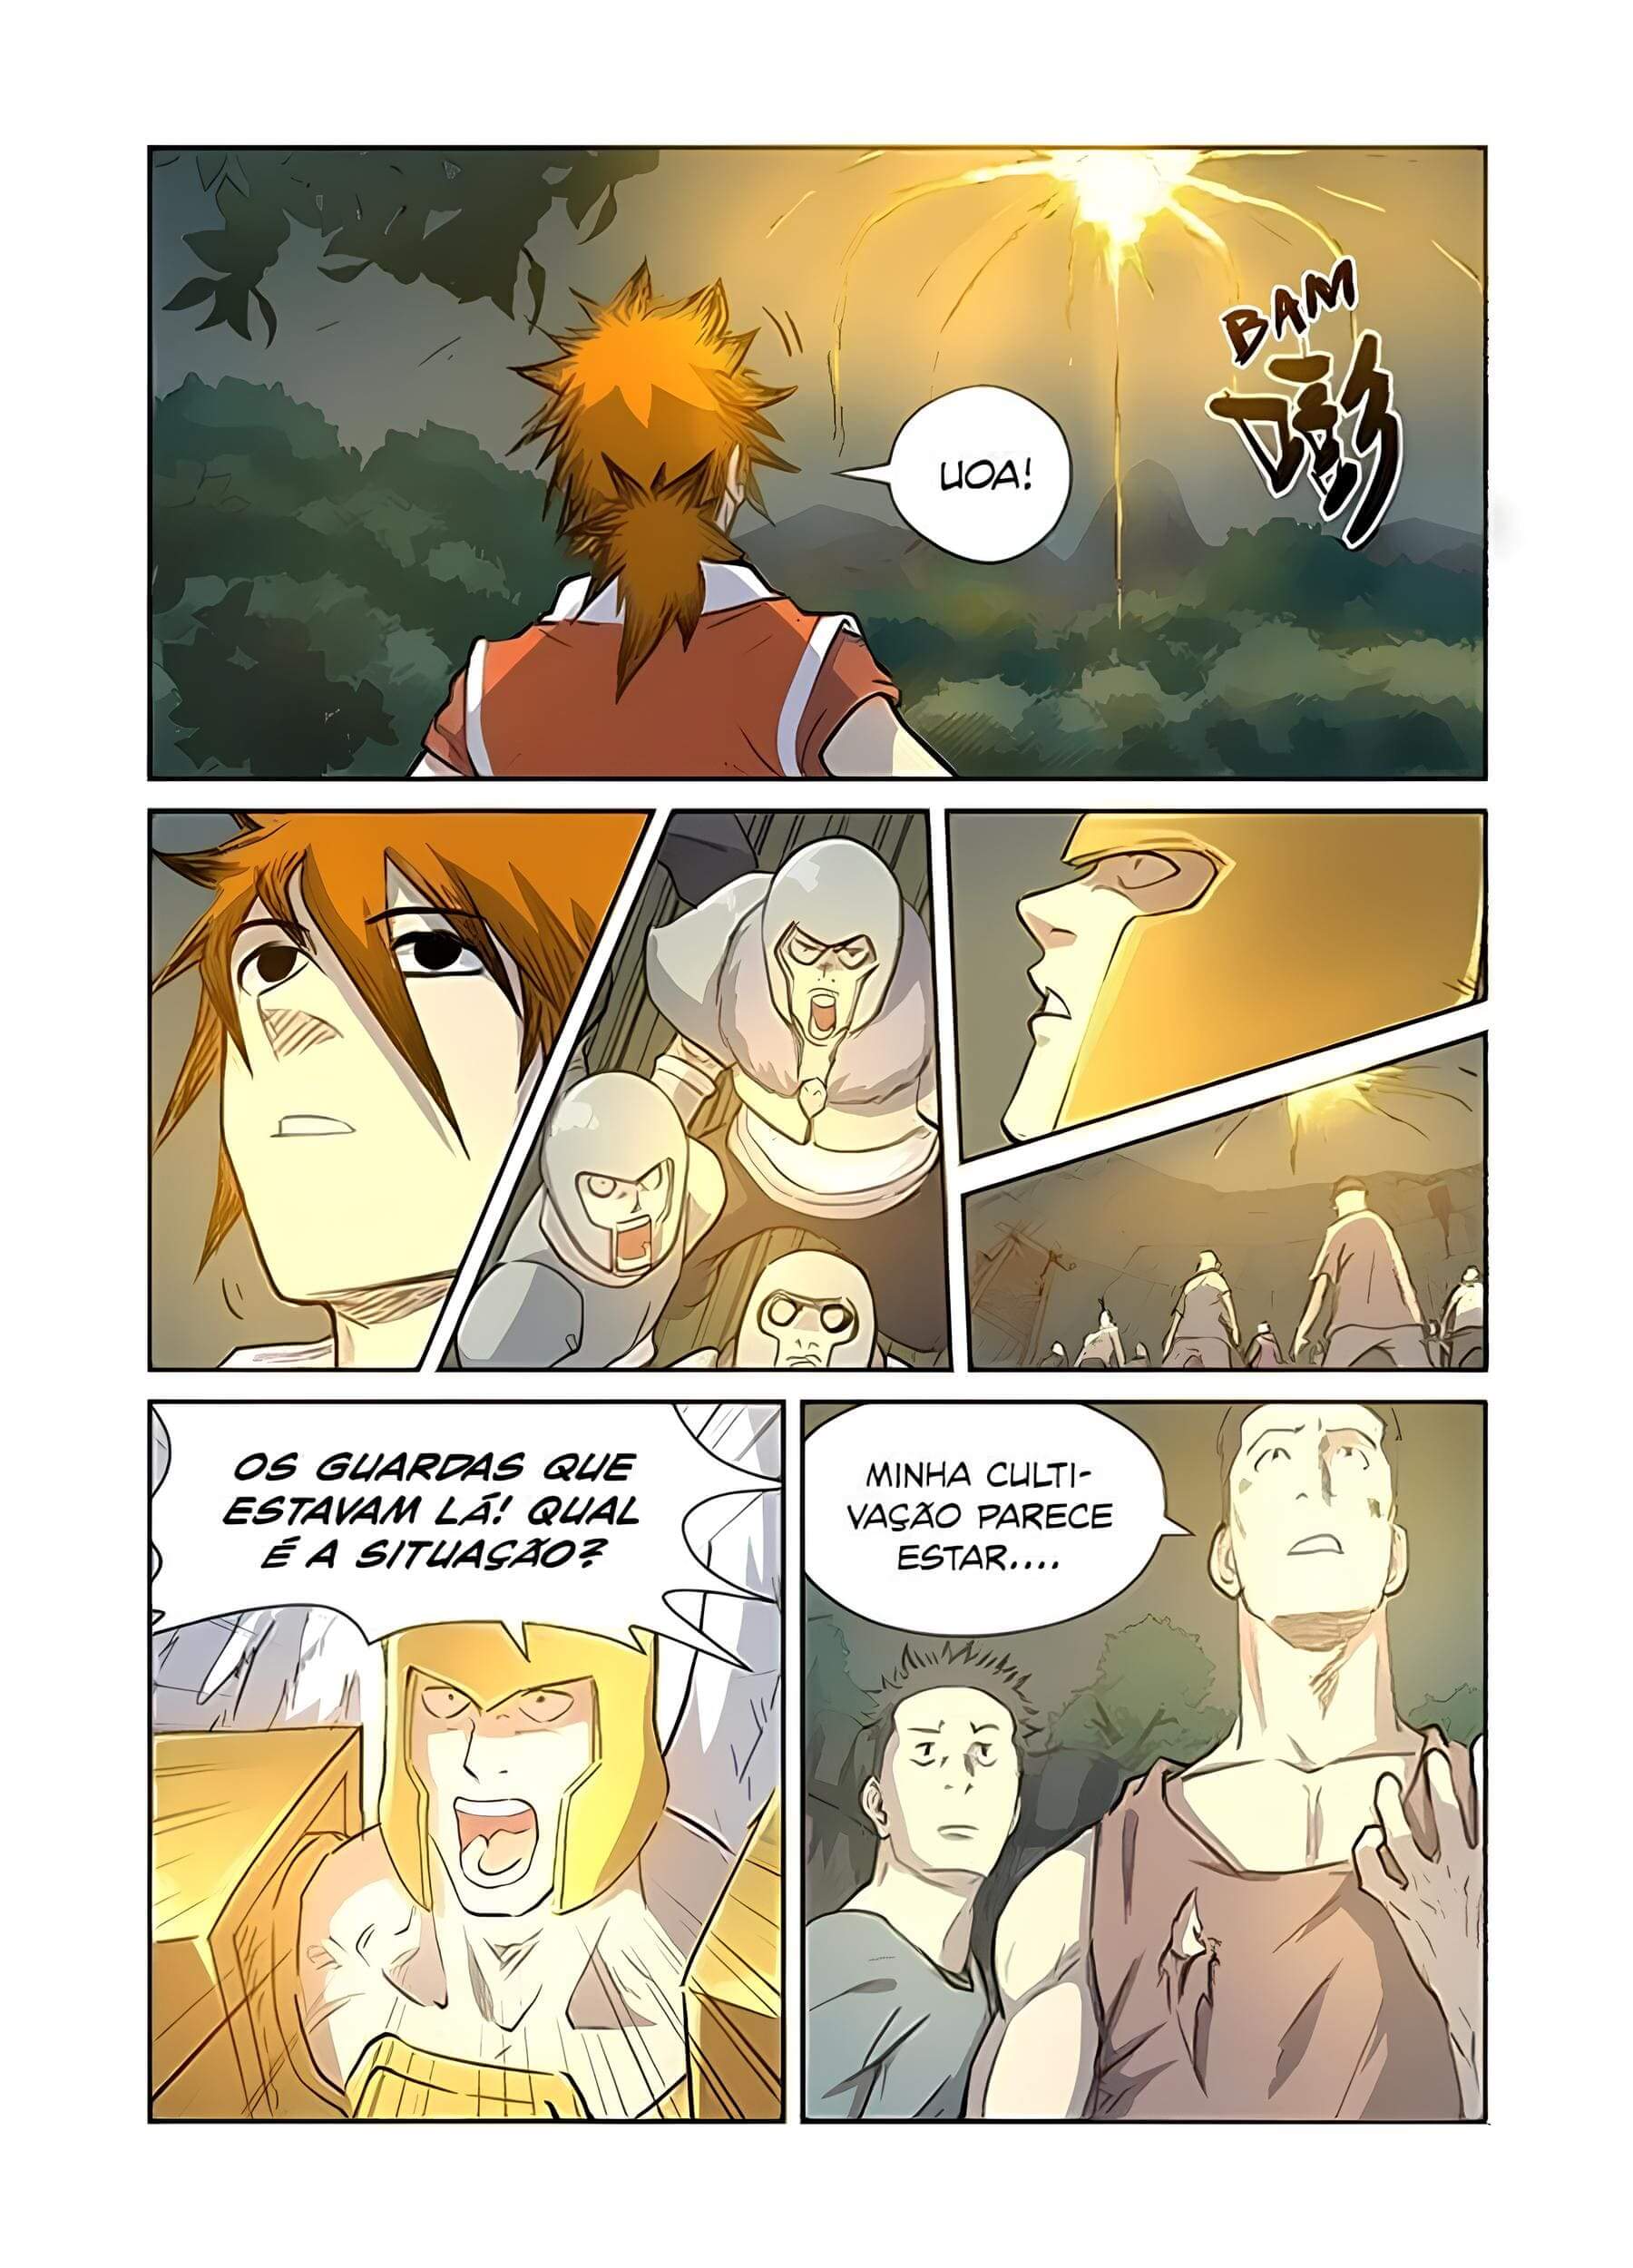 BAM
嘭
UOA!
OS GUARDAS QUE
ESTAVAM LÁ! QUAL
É A SITUAÇÃO?
MINHA CULTI-
VAÇÃO PARECE
ESTAR....